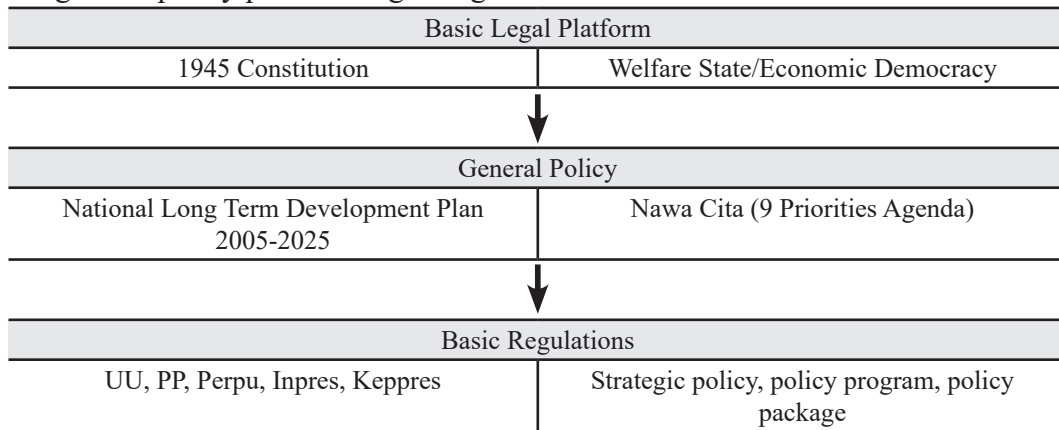 Basic Legal Platform
1945 Constitution
Welfare State/Economic Democracy
General Policy
National Long Term Development Plan
2005-2025
Nawa Cita (9 Priorities Agenda)
Basic Regulations
UU, PP, Perpu, Inpres, Keppres
Strategic policy, policy program, policy
package